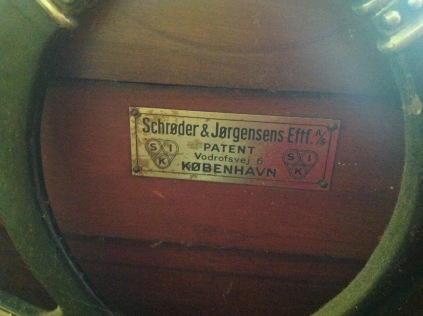 Schrøder & Jørgensens Eftf. A/S
PATENT
Vodrofsvej 6
KØBENHAVN
S I K
S I K